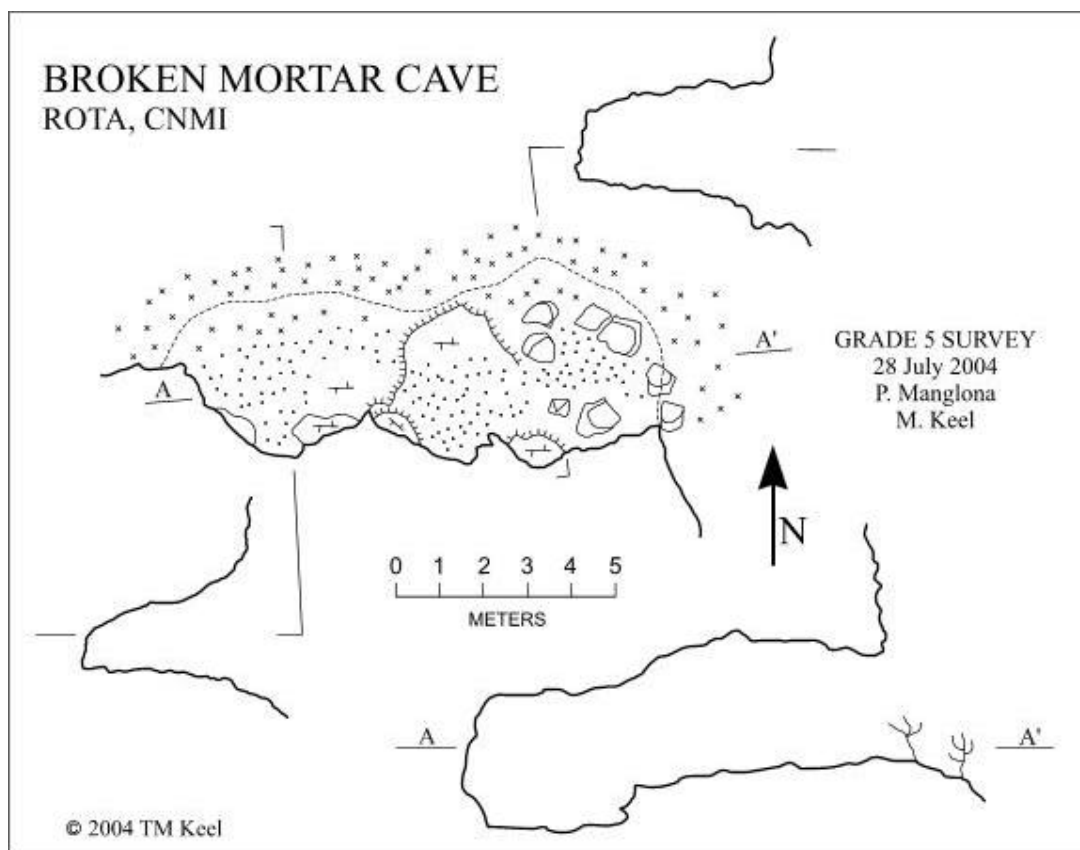 BROKEN MORTAR CAVE
ROTA, CNMI
A
A'
GRADE 5 SURVEY
28 July 2004
P. Manglona
M. Keel
N
0 1 2 3 4 5
METERS
A
A'
© 2004 TM Keel